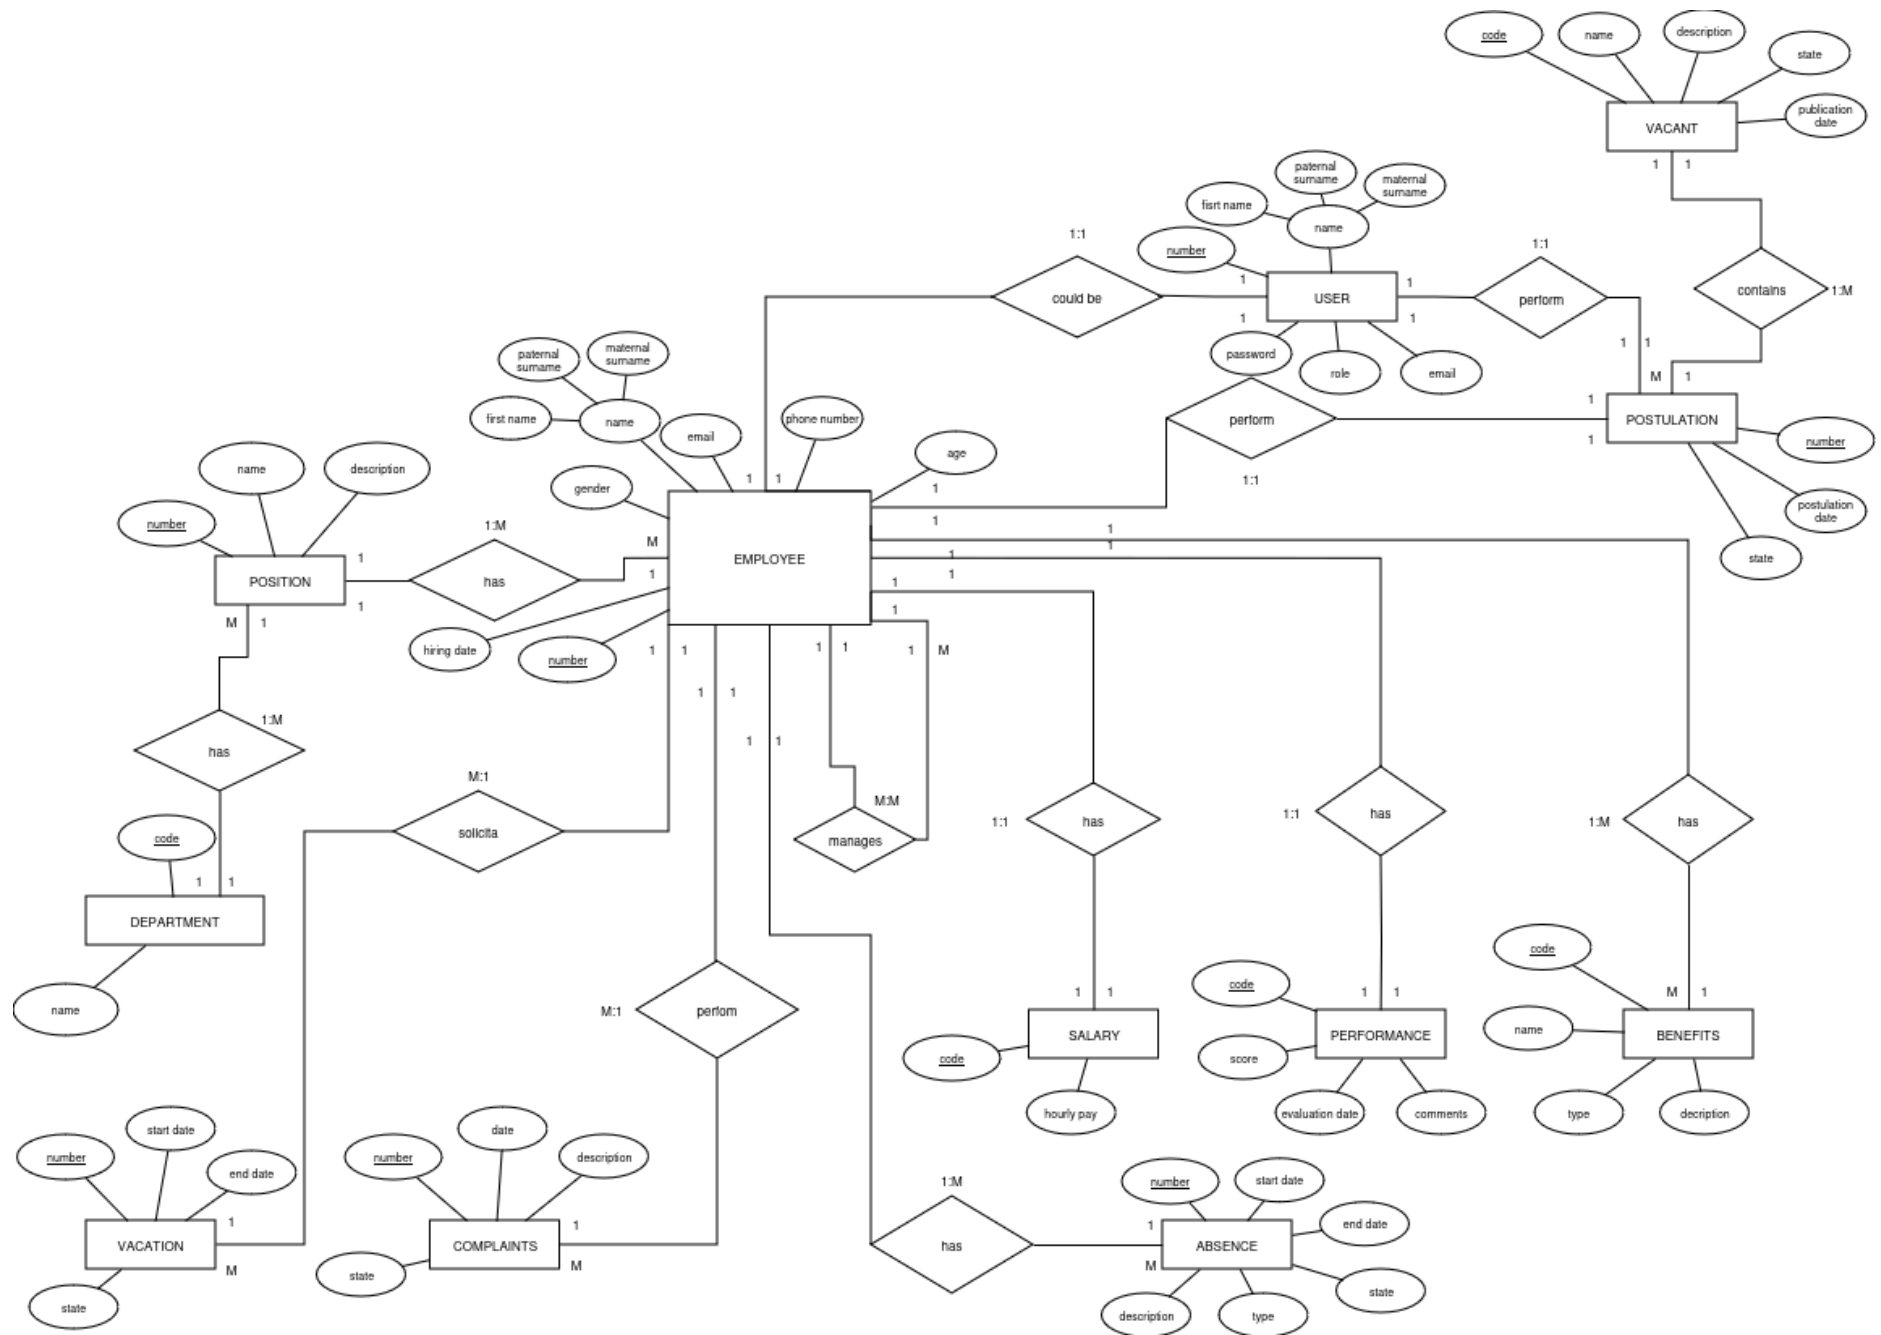 code
name
description
state
publication
date
VACANT
1 1
paternal
surname
maternal
surname
fisrt name
name
number
1:1
1:1
1
USER
1
could be
perform
contains
1:M
1
1
password
role
email
1 1
M 1
paternal
surname
maternal
surname
first name
name
email
phone number
age
perform
1
1
POSTULATION
number
1:1
postulation
date
state
name
description
number
gender
1 1
1
1
1
1
1
1
1
1
1:M
M
1
EMPLOYEE
POSITION
1
1
has
M 1
hiring date
number
1 1
1 1
1 1
1 1
1 M
1:M
has
M:1
solicita
M:M
manages
1:1
has
1:1
has
1:M
has
code
1 1
DEPARTMENT
name
M:1
perfom
1 1
1 1
M 1
code
SALARY
hourly pay
code
score
PERFORMANCE
evaluation date
comments
code
name
BENEFITS
type
decription
number
start date
end date
1
VACATION
M
state
number
date
description
1
COMPLAINTS
M
state
1:M
has
number
start date
end date
1
ABSENCE
M
state
description
type